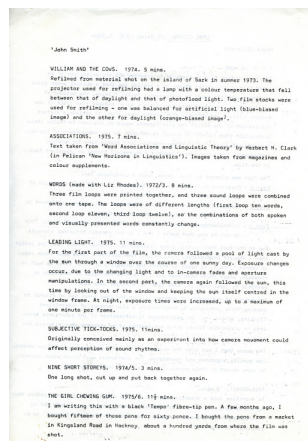 'John Smith'
WILLIAM AND THE COWS. 1974. 5 mins.
Refilmed from material shot on the island of Sark in summer 1973. The
projector used for refilming had a lamp with a colour temperature that fell
between that of daylight and that of photoflood light. Two film stocks were
used for refilming - one was balanced for artificial light (blue-biased
image) and the other for daylight (orange-biased image).
ASSOCIATIONS. 1975. 7 mins.
Text taken from 'Word Associations and Linguistic Theory' by Herbert H. Clark
(in Pelican 'New Horizons in Linguistics'). Images taken from magazines and
colour supplements.
WORDS (made with Liz Rhodes). 1972/3. 8 mins.
Three film loops were printed together, and three sound loops were combined
onto one tape. The loops were of different lengths (first loop ten words,
second loop eleven, third loop twelve), so the combinations of both spoken
and visually presented words constantly change.
LEADING LIGHT. 1975. 11 mins.
For the first part of the film, the camera followed a pool of light cast by
the sun through a window over the course of one sunny day. Exposure changes
occur, due to the changing light and to in-camera fades and aperture
manipulations. In the second part, the camera again followed the sun, this
time by looking out of the window and keeping the sun itself centred in the
window frame. At night, exposure times were increased, up to a maximum of
one minute per frame.
SUBJECTIVE TICK-TOCKS. 1975. 11mins.
Originally conceived mainly as an experiment into how camera movement could
affect perception of sound rhythms.
NINE SHORT STOREYS. 1974/5. 3 mins.
One long shot, cut up and put back together again.
THE GIRL CHEWING GUM. 1975/6. 11½ mins.
I am writing this with a black 'Tempo' fibre-tip pen. A few months ago, I
bought fifteen of these pens for sixty pence. I bought the pens from a market
in Kingsland Road in Hackney, about a hundred yards from where the film was
shot.